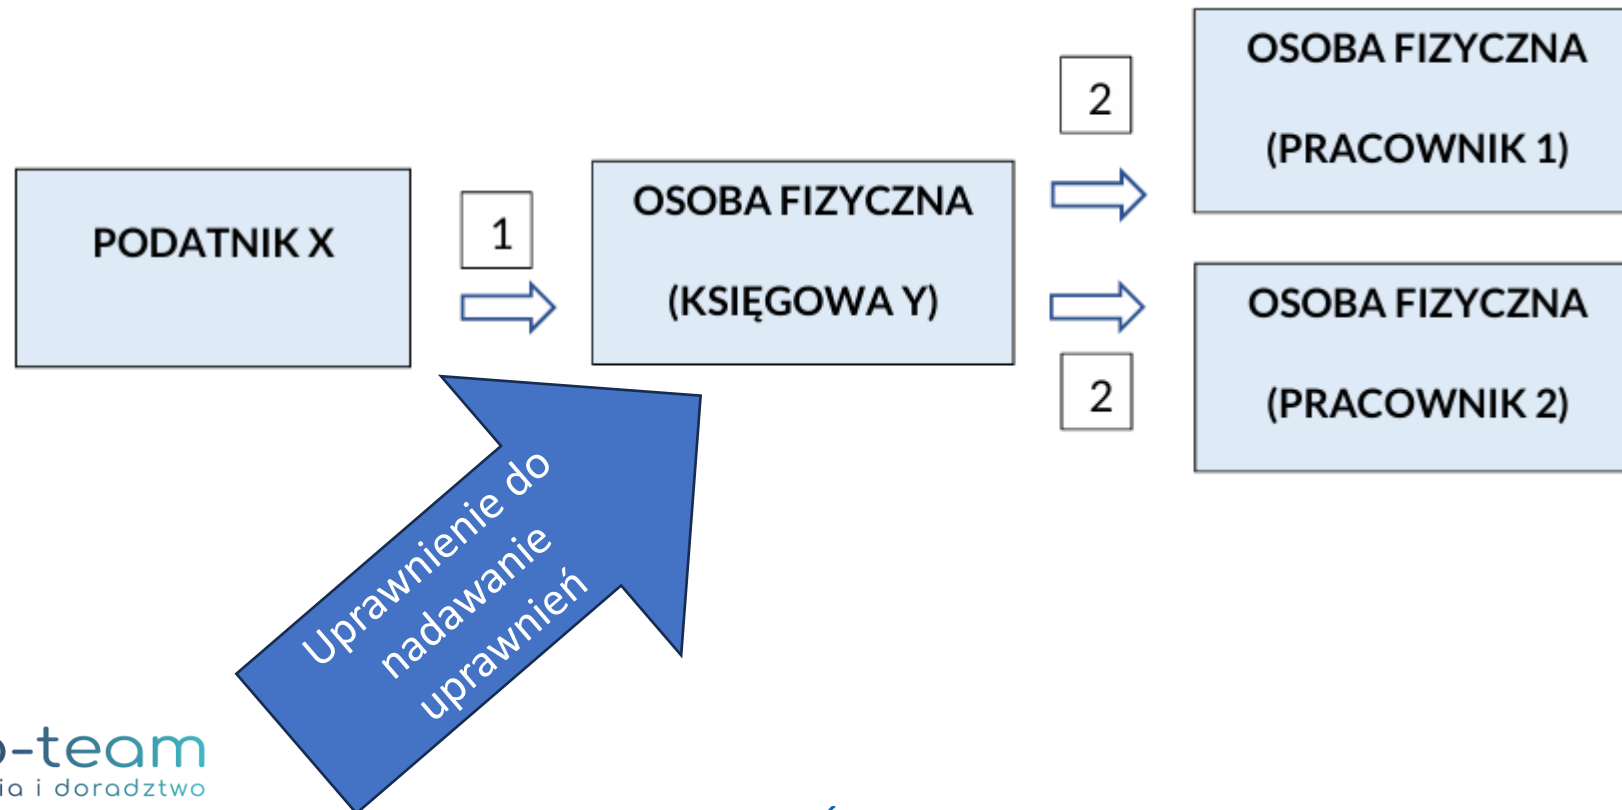 PODATNIK X
1
OSOBA FIZYCZNA
(KSIĘGOWA Y)
2
OSOBA FIZYCZNA
(PRACOWNIK 1)
2
OSOBA FIZYCZNA
(PRACOWNIK 2)
Uprawnienie do
nadawanie
uprawnień
-team
i doradztwo